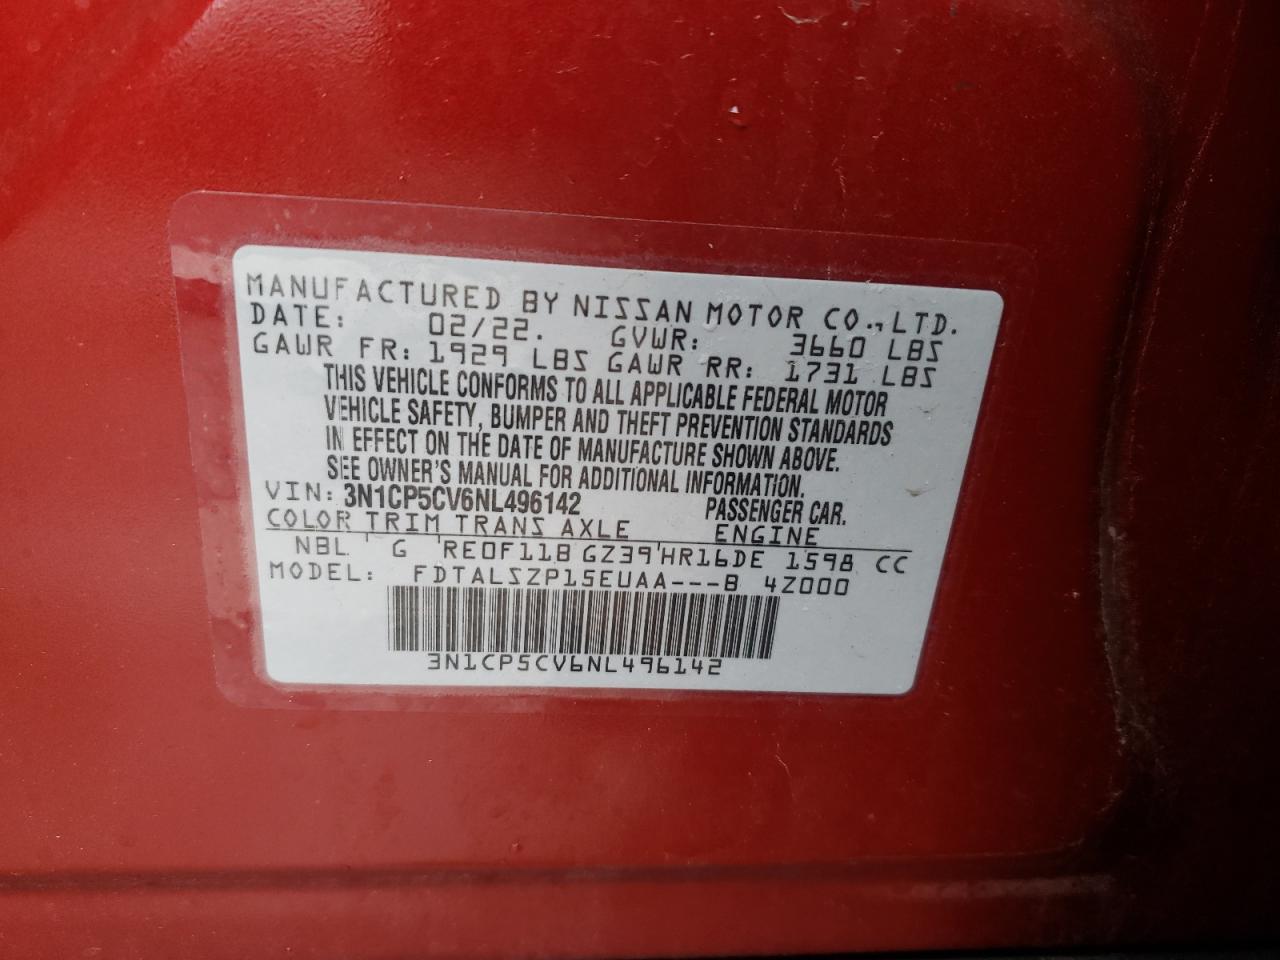 MANUFACTURED BY NISSAN MOTOR CO., LTD.
DATE: 02/22. GVWR: 3660 LBS
GAWR FR: 1929 LBS GAWR RR: 1731 LBS
THIS VEHICLE CONFORMS TO ALL APPLICABLE FEDERAL MOTOR
VEHICLE SAFETY, BUMPER AND THEFT PREVENTION STANDARDS
IN EFFECT ON THE DATE OF MANUFACTURE SHOWN ABOVE.
SEE OWNER'S MANUAL FOR ADDITIONAL INFORMATION.
VIN: 3N1CP5CV6NL496142 PASSENGER CAR.
COLOR TRIM TRANS AXLE ENGINE
NBL G RE0F11B GZ39 HR16DE 1598 CC
MODEL: FDTALSZP15EUAA---B 4Z000
3N1CP5CV6NL496142